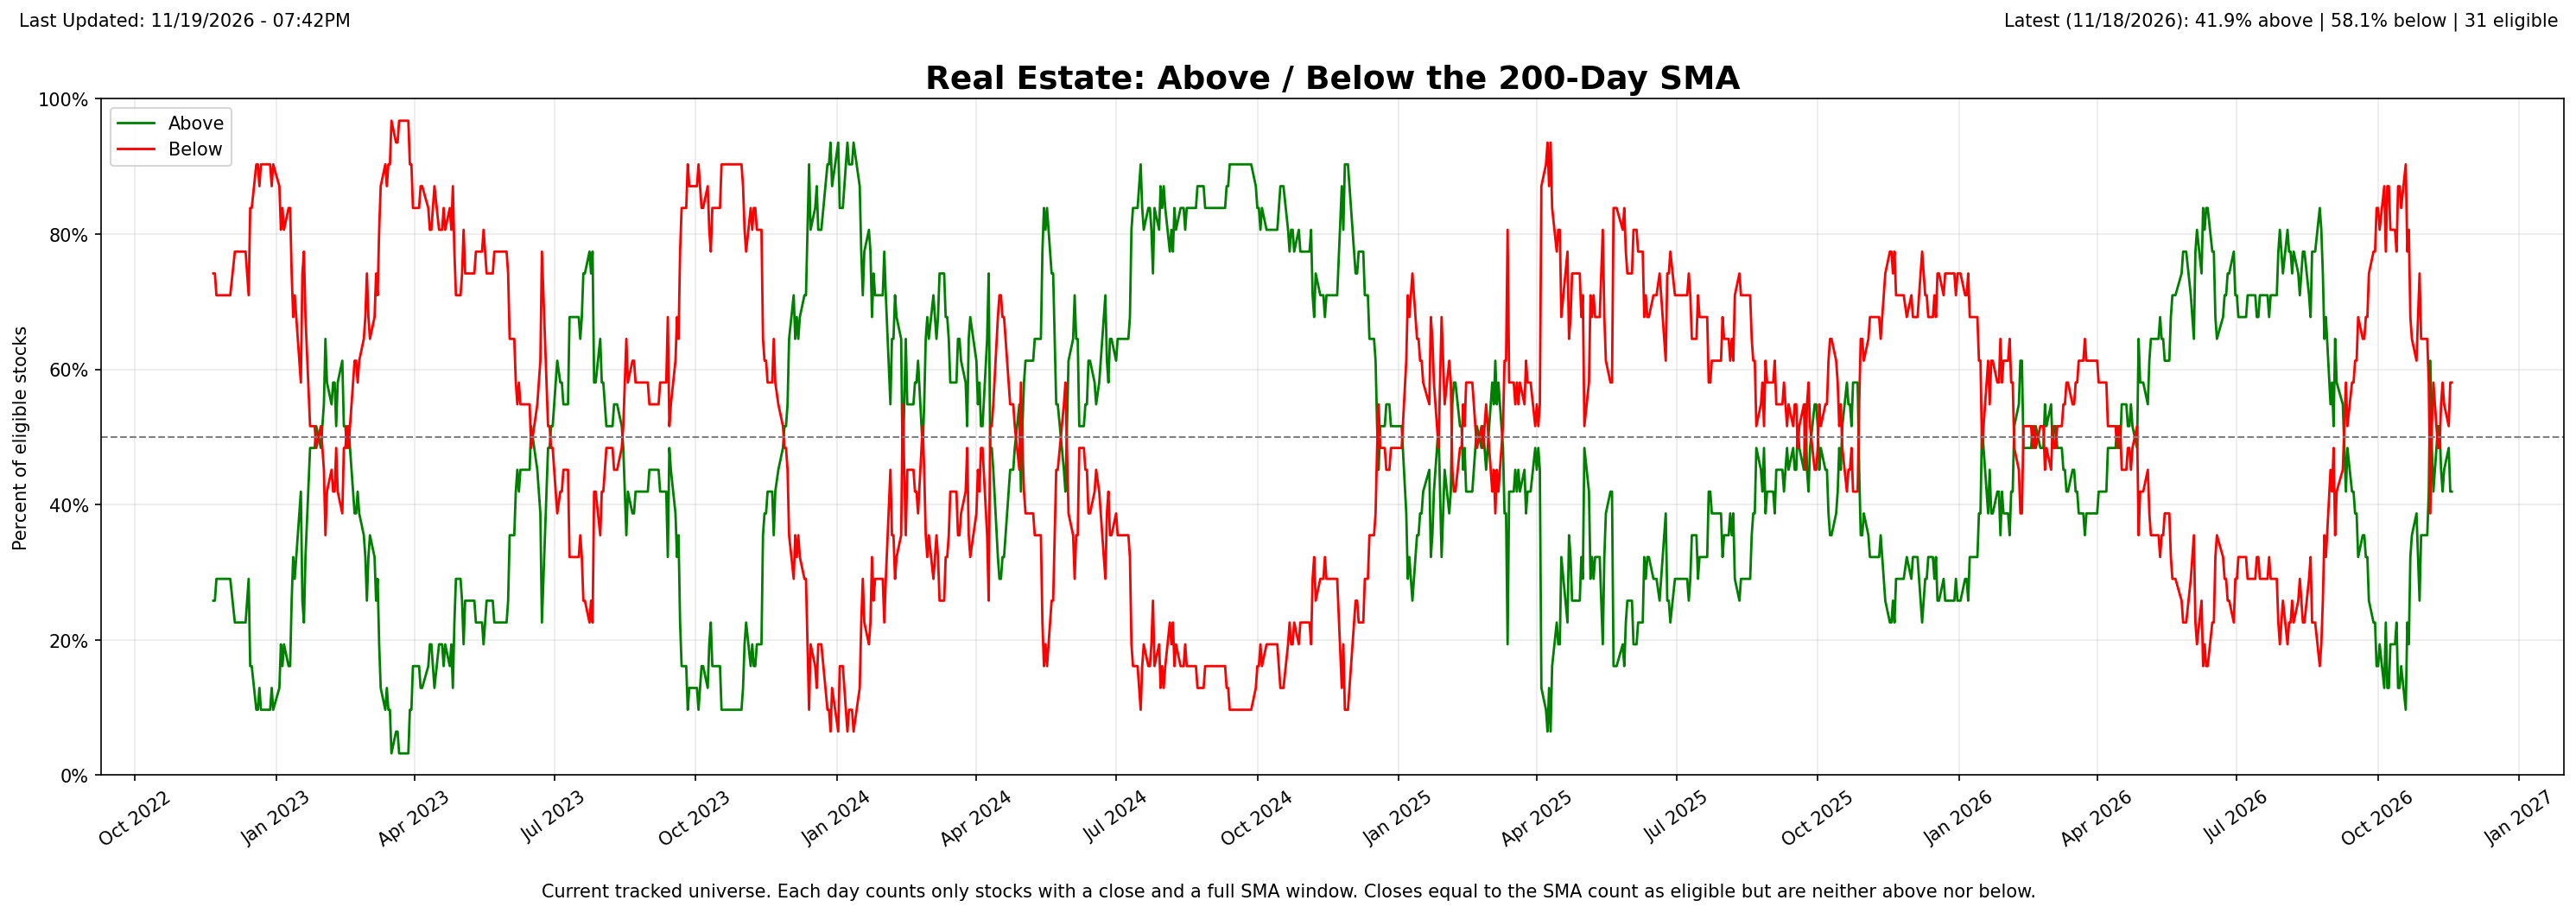 Last Updated: 11/19/2026 - 07:42PM
Latest (11/18/2026): 41.9% above | 58.1% below | 31 eligible
Real Estate: Above / Below the 200-Day SMA
Above
Below
Percent of eligible stocks
100%
80%
60%
40%
20%
0%
Oct 2022
Jan 2023
Apr 2023
Jul 2023
Oct 2023
Jan 2024
Apr 2024
Jul 2024
Oct 2024
Jan 2025
Apr 2025
Jul 2025
Oct 2025
Jan 2026
Apr 2026
Jul 2026
Oct 2026
Jan 2027
Current tracked universe. Each day counts only stocks with a close and a full SMA window. Closes equal to the SMA count as eligible but are neither above nor below.